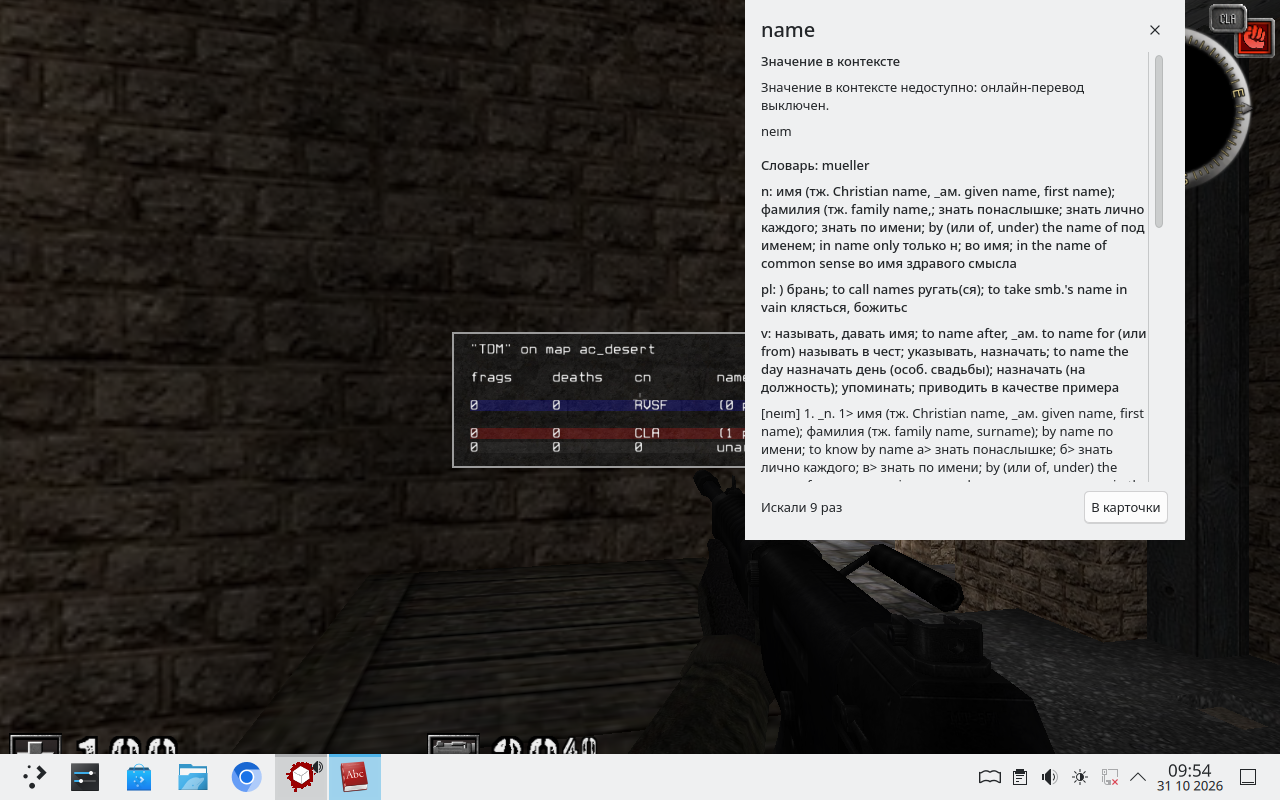 name
Значение в контексте
Значение в контексте недоступно: онлайн-перевод
выключен.
neɪm
Словарь: mueller
n: имя (тж. Christian name, _ам. given name, first name);
фамилия (тж. family name,; знать понаслышке; знать лично
каждого; знать по имени; by (или of, under) the name of под
именем; in name only только н; во имя; in the name of
common sense во имя здравого смысла
pl: ) брань; to call names ругать(ся); to take smb.'s name in
vain клясться, божитьс
v: называть, давать имя; to name after, _ам. to name for (или
from) называть в чест; указывать, назначать; to name the
day назначать день (особ. свадьбы); назначать (на
должность); упоминать; приводить в качестве примера
[neɪm] 1. _n. 1> имя (тж. Christian name, _ам. given name, first
name); фамилия (тж. family name, surname); by name по
имени; to know by name a> знать понаслышке; б> знать
лично каждого; в> знать по имени; by (или of, under) the
Искали 9 раз
В карточки
CLA
E
"TDM" on map ac_desert
frags deaths cn name
0 0 RVSF (0 p
0 0 CLA (1 p
0 0 0 una
100
Abc
09:54
31 10 2026